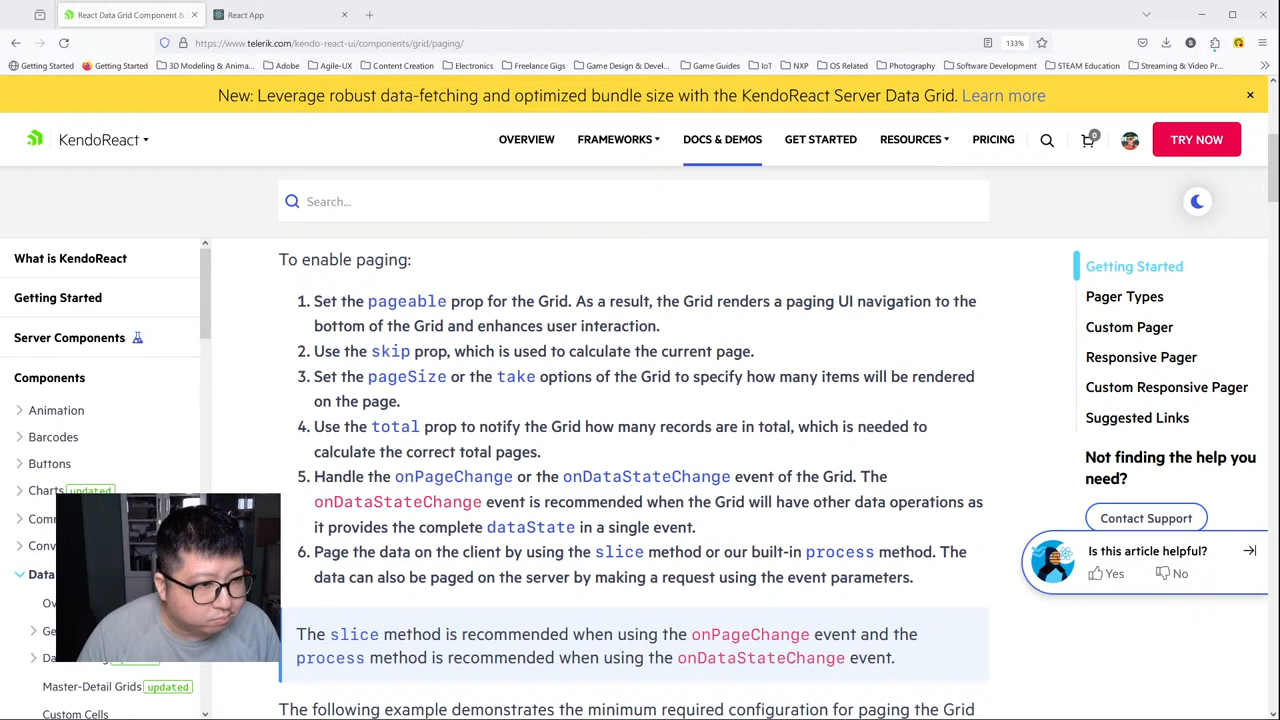 React Data Grid Component &
React App
https://www.telerik.com/kendo-react-ui/components/grid/paging/
133%
Getting Started
Getting Started
3D Modeling & Anima...
Adobe
Agile-UX
Content Creation
Electronics
Freelance Gigs
Game Design & Devel...
Game Guides
IoT
NXP
OS Related
Photography
Software Development
STEAM Education
Streaming & Video Pr...
New: Leverage robust data-fetching and optimized bundle size with the KendoReact Server Data Grid. Learn more
KendoReact
OVERVIEW
FRAMEWORKS
DOCS & DEMOS
GET STARTED
RESOURCES
PRICING
0
TRY NOW
Search...
What is KendoReact
Getting Started
Server Components
Components
Animation
Barcodes
Buttons
Charts updated
Data
Master-Detail Grids updated
Custom Cells
To enable paging:
1. Set the pageable prop for the Grid. As a result, the Grid renders a paging UI navigation to the
bottom of the Grid and enhances user interaction.
2. Use the skip prop, which is used to calculate the current page.
3. Set the pageSize or the take options of the Grid to specify how many items will be rendered
on the page.
4. Use the total prop to notify the Grid how many records are in total, which is needed to
calculate the correct total pages.
5. Handle the onPageChange or the onDataStateChange event of the Grid. The
onDataStateChange event is recommended when the Grid will have other data operations as
it provides the complete dataState in a single event.
6. Page the data on the client by using the slice method or our built-in process method. The
data can also be paged on the server by making a request using the event parameters.
The slice method is recommended when using the onPageChange event and the
process method is recommended when using the onDataStateChange event.
The following example demonstrates the minimum required configuration for paging the Grid
Getting Started
Pager Types
Custom Pager
Responsive Pager
Custom Responsive Pager
Suggested Links
Not finding the help you
need?
Contact Support
Is this article helpful?
Yes
No